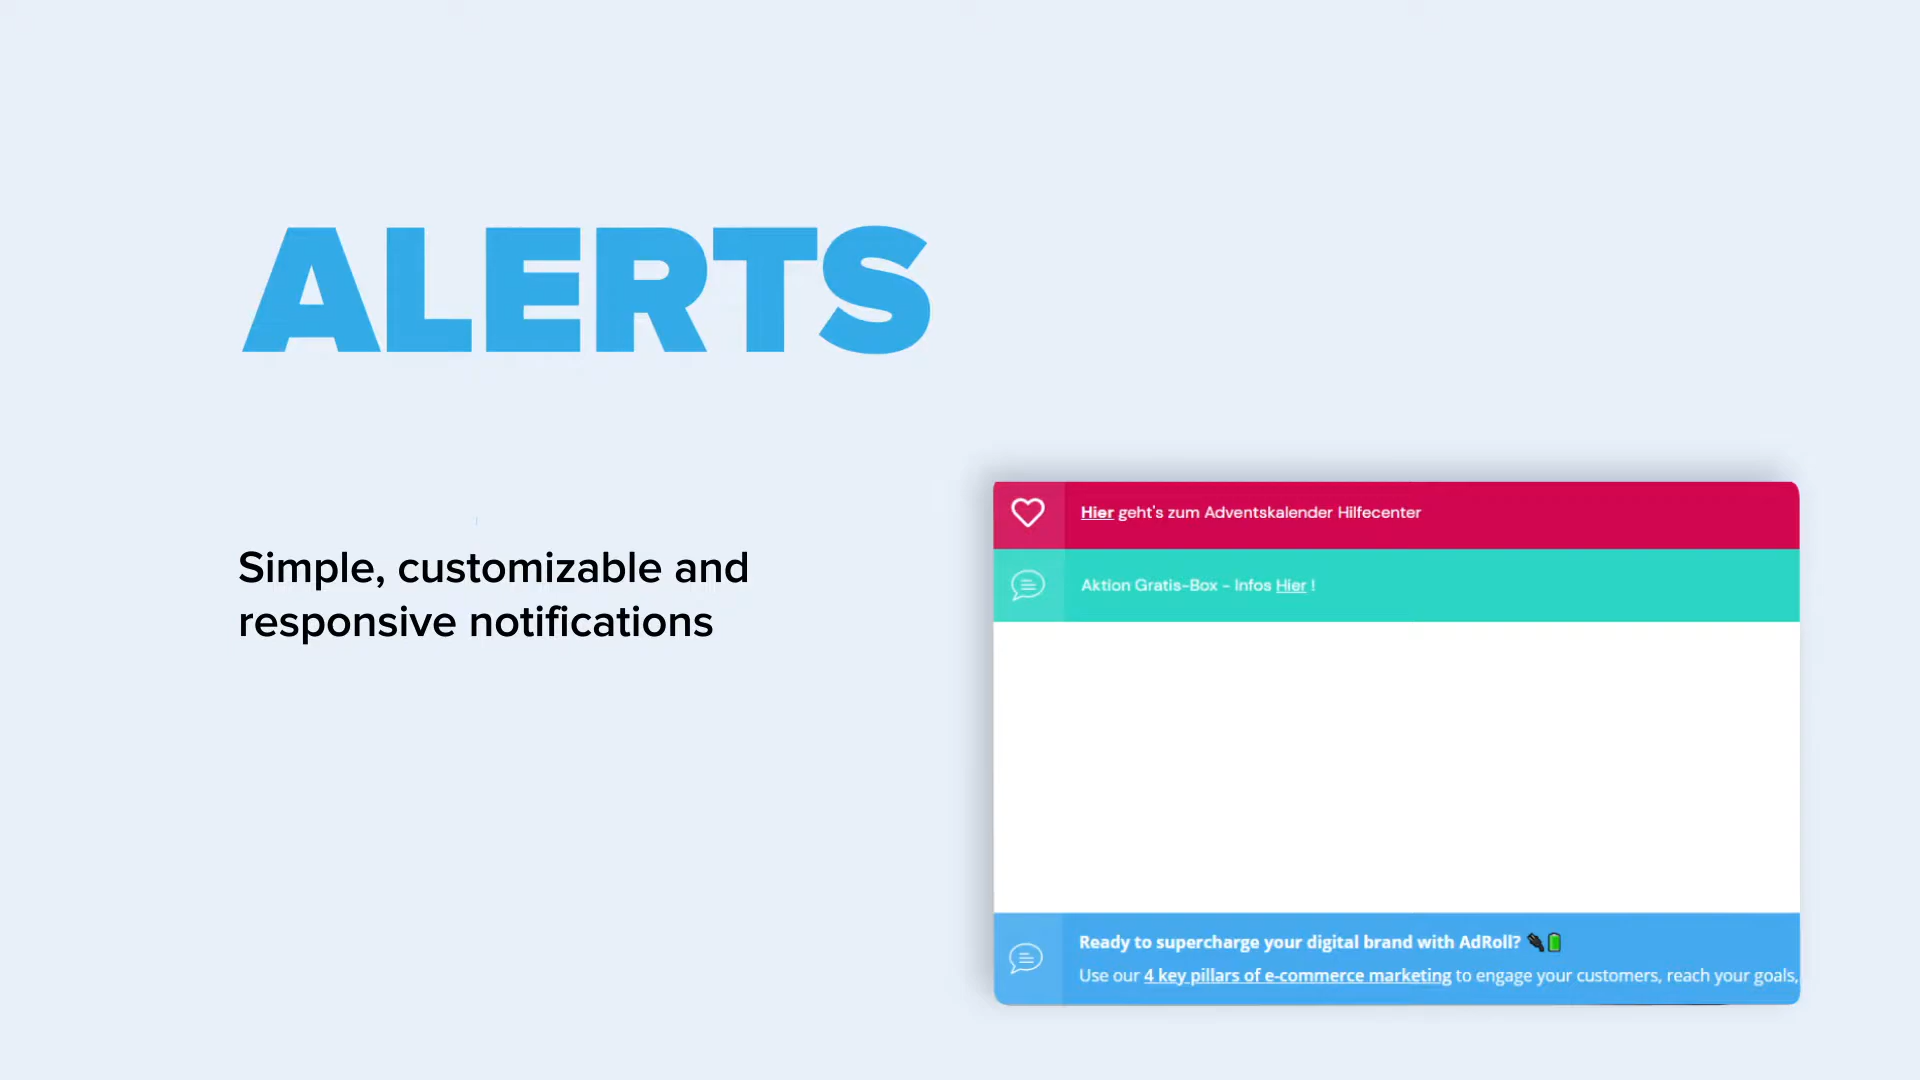 ALERTS
Simple, customizable and
responsive notifications
Hier geht's zum Adventskalender Hilfecenter
Aktion Gratis-Box - Infos Hier !
Ready to supercharge your digital brand with AdRoll? 🔌🔋
Use our 4 key pillars of e-commerce marketing to engage your customers, reach your goals,